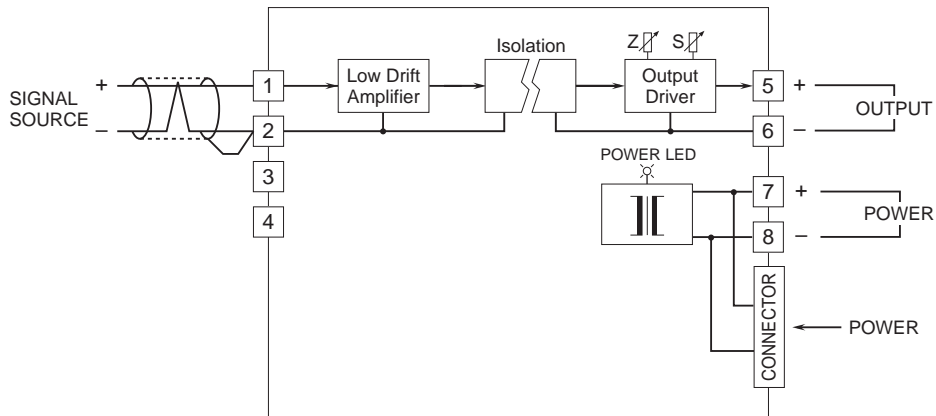 Isolation
Z
S
+
SIGNAL
SOURCE
–
1
2
3
4
Low Drift
Amplifier
Output
Driver
5
+
6
–
OUTPUT
POWER LED
7
+
8
–
POWER
CONNECTOR
POWER